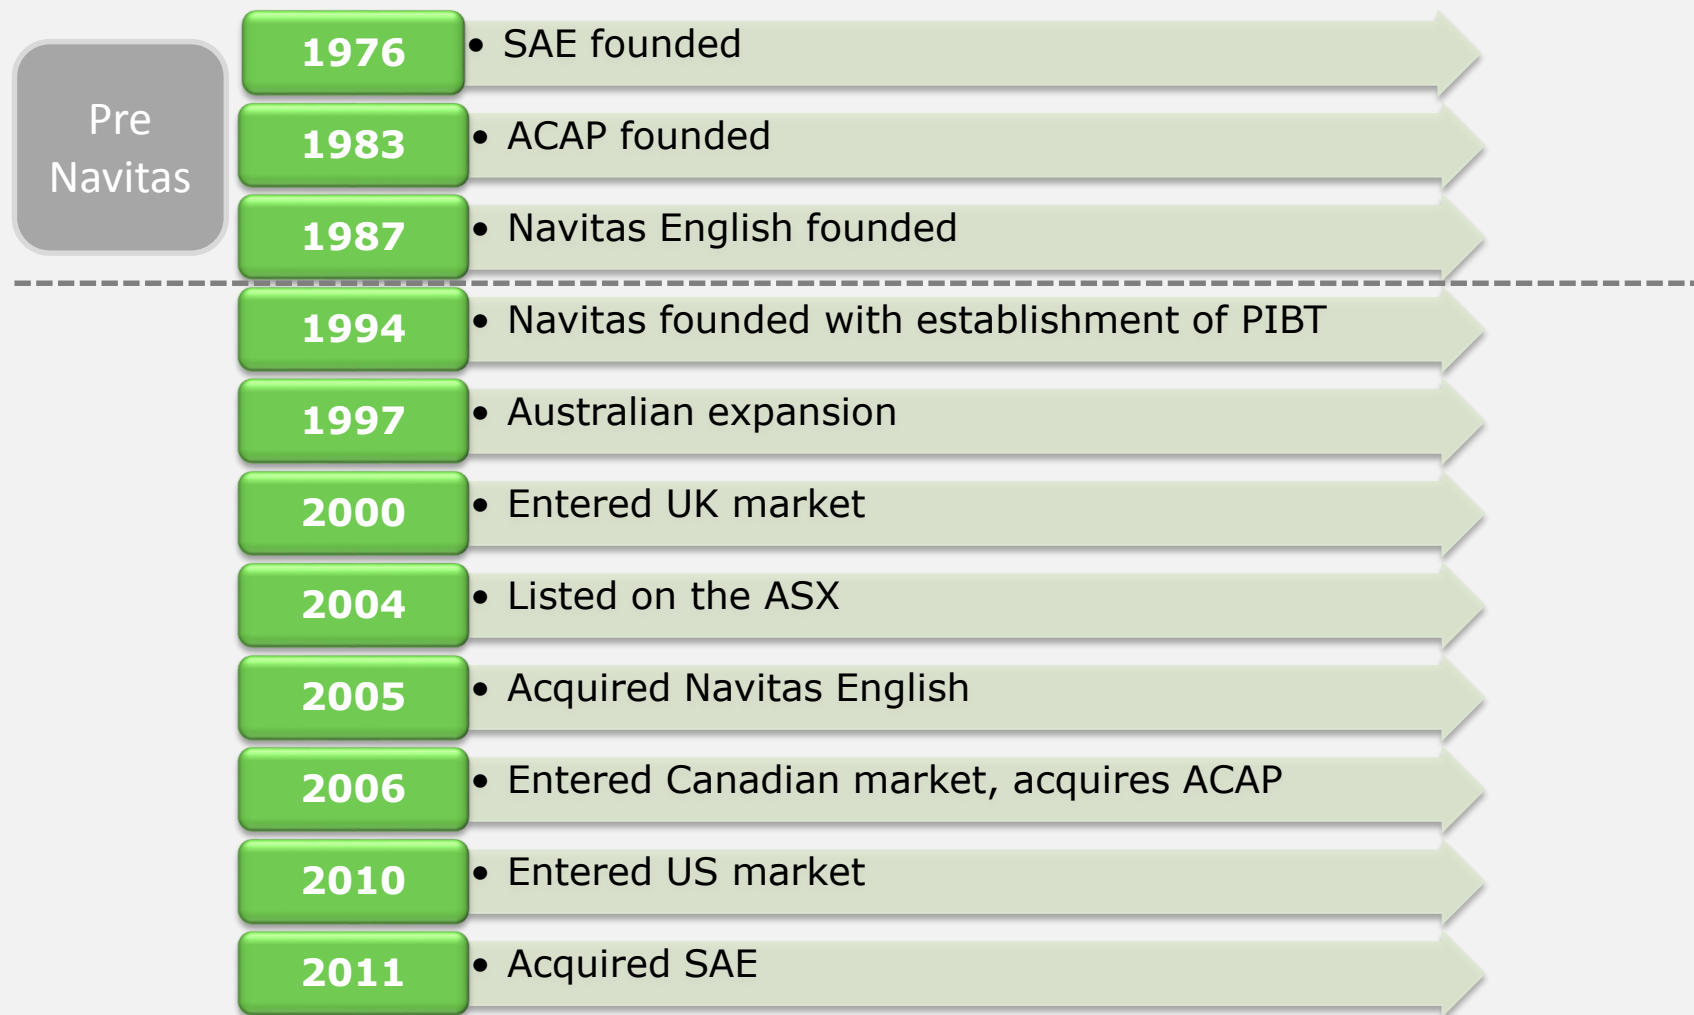 Pre
Navitas
1976
• SAE founded
1983
• ACAP founded
1987
• Navitas English founded
1994
• Navitas founded with establishment of PIBT
1997
• Australian expansion
2000
• Entered UK market
2004
• Listed on the ASX
2005
• Acquired Navitas English
2006
• Entered Canadian market, acquires ACAP
2010
• Entered US market
2011
• Acquired SAE